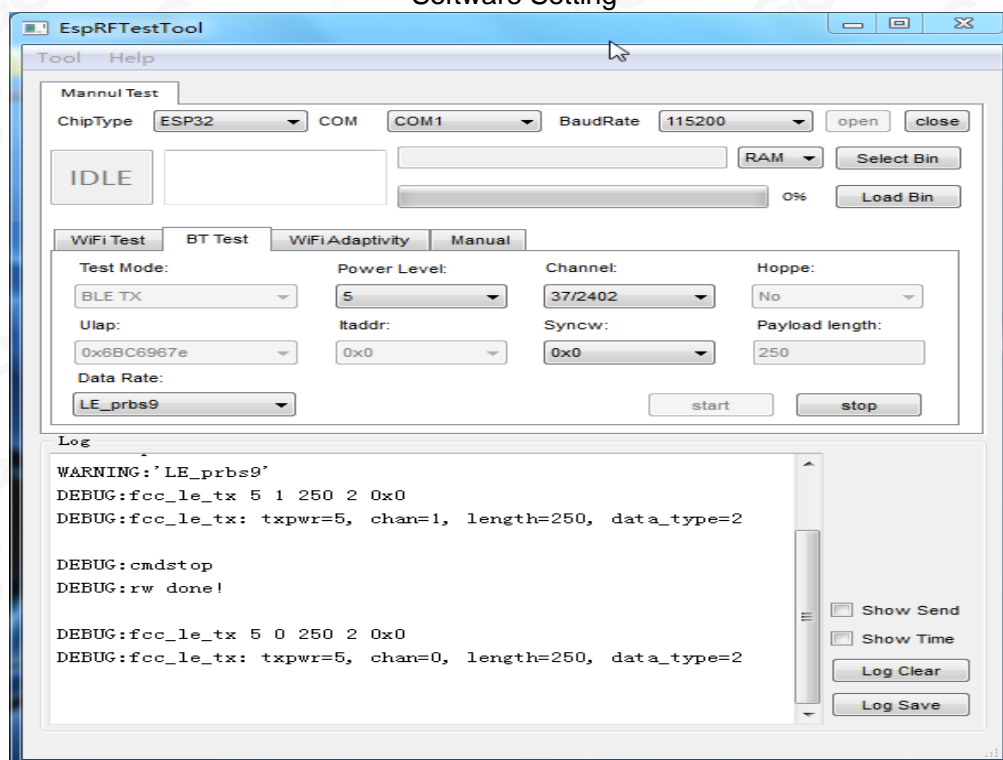 Software Setting
EspRFTestTool
Tool Help
Mannul Test
ChipType ESP32 COM COM1 BaudRate 115200 open close
RAM Select Bin
IDLE
0% Load Bin
WiFi Test BT Test WiFi Adaptivity Manual
Test Mode: Power Level: Channel: Hoppe:
BLE TX 5 37/2402 No
Ulap: Itaddr: Syncw: Payload length:
0x6BC6967e 0x0 0x0 250
Data Rate:
LE_prbs9 start stop
Log
WARNING:'LE_prbs9'
DEBUG:fcc_le_tx 5 1 250 2 0x0
DEBUG:fcc_le_tx: txpwr=5, chan=1, length=250, data_type=2
DEBUG:cmdstop
DEBUG:rw done!
DEBUG:fcc_le_tx 5 0 250 2 0x0
DEBUG:fcc_le_tx: txpwr=5, chan=0, length=250, data_type=2
Show Send
Show Time
Log Clear
Log Save